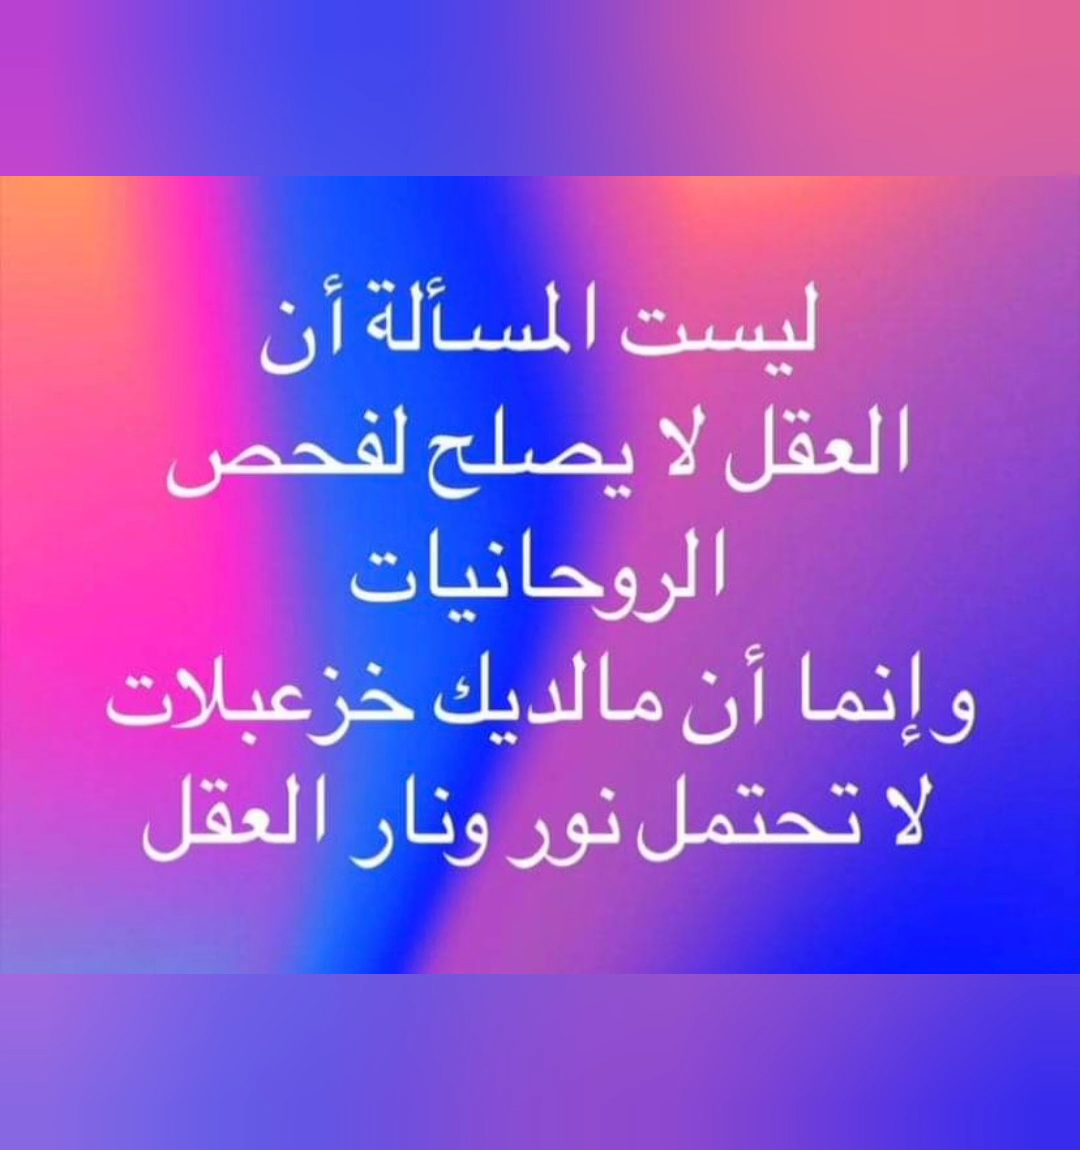 ليست المسألة أن
العقل لا يصلح لفحص
الروحانيات
وإنما أن مالديك خزعبلات
لا تحتمل نور ونار العقل